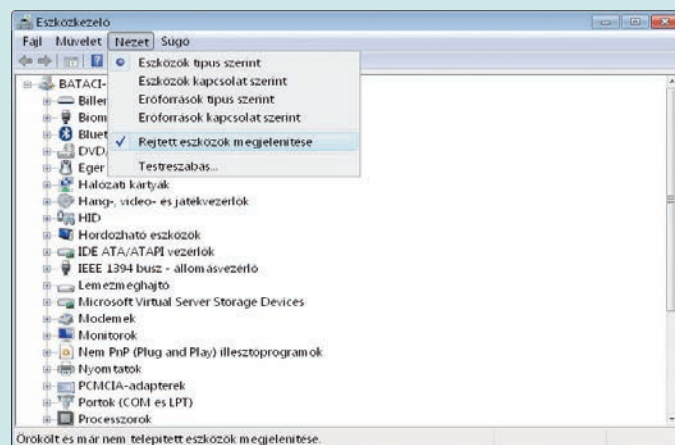 Eszközkezelő
Fájl Művelet Nézet Súgó
Eszközök típus szerint
Eszközök kapcsolat szerint
Erőforrások típus szerint
Erőforrások kapcsolat szerint
Rejtett eszközök megjelenítése
Testreszabás...
BATACI-
Biller
Biom
Bluet
DVD/
Eger
Hálózati kártyák
Hang-, video- és játékvezérlők
HID
Hordozható eszközök
IDE ATA/ATAPI vezérlők
IEEE 1394 busz - állomásvezérlő
Lemezmeghajtó
Microsoft Virtual Server Storage Devices
Modemek
Monitorok
Nem PnP (Plug and Play) illesztőprogramok
Nyomtatók
PCMCIA-adapterek
Portok (COM és LPT)
Processzorok
Örökölt és már nem telepített eszközök megjelenítése.